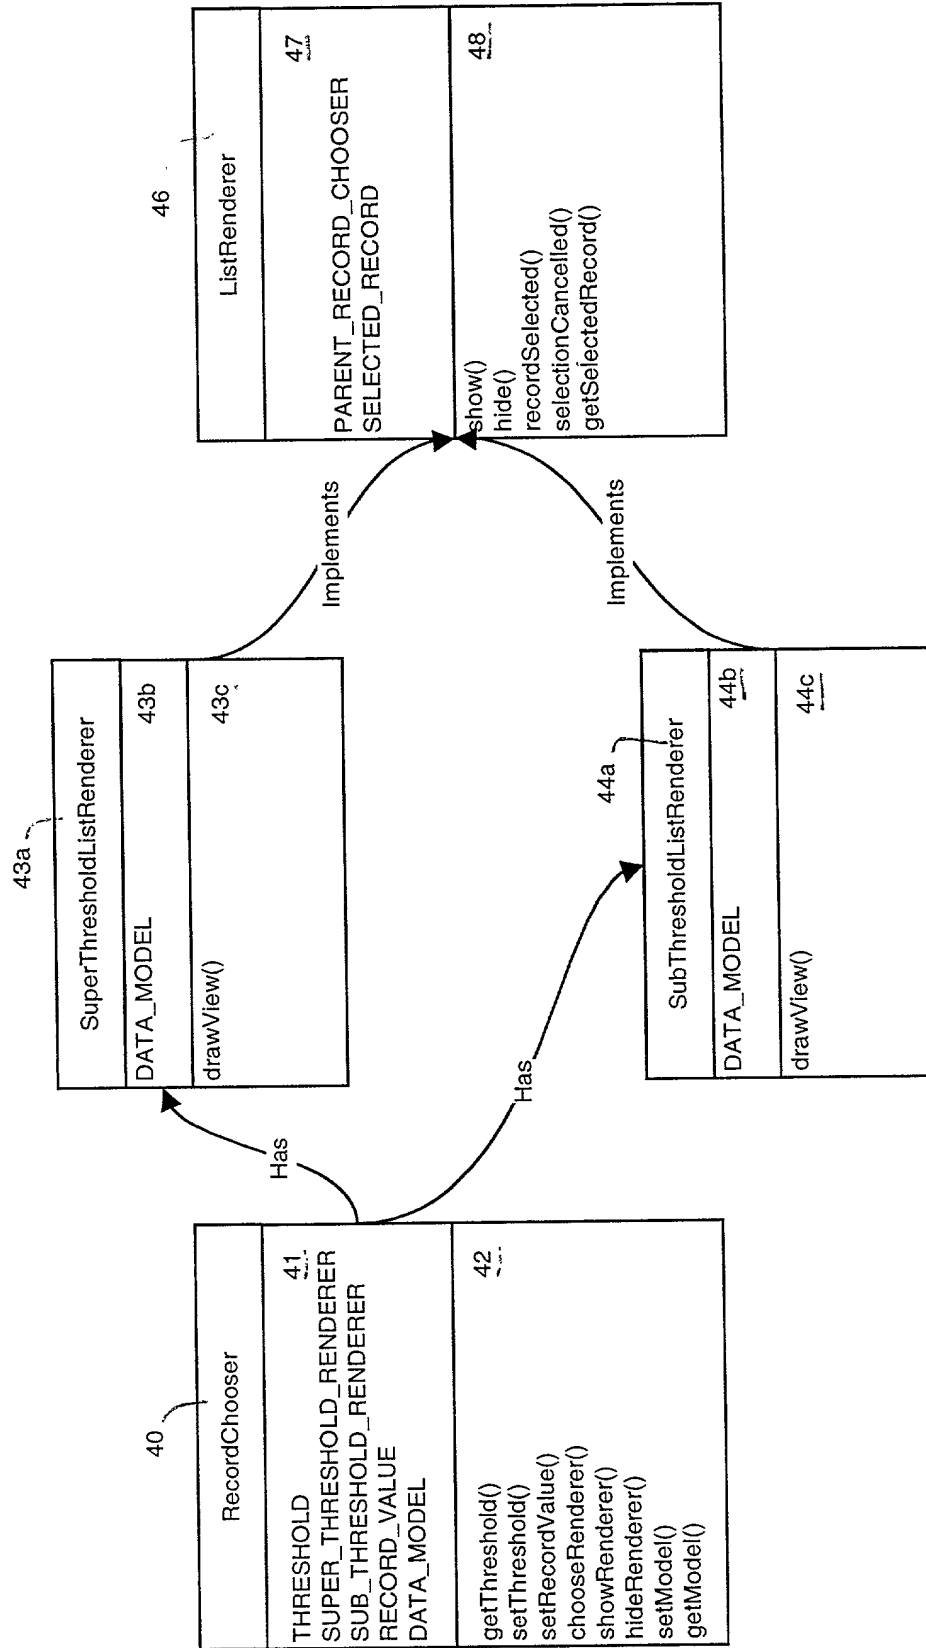 40
RecordChooser
41
THRESHOLD
SUPER_THRESHOLD_RENDERER
SUB_THRESHOLD_RENDERER
RECORD_VALUE
DATA_MODEL
42
getThreshold()
setThreshold()
setRecordValue()
chooseRenderer()
showRenderer()
hideRenderer()
setModel()
getModel()
Has
Has
43a
SuperThresholdListRenderer
DATA_MODEL
43b
drawView()
43c
44a
SubThresholdListRenderer
DATA_MODEL
44b
drawView()
44c
Implements
Implements
46
ListRenderer
47
PARENT_RECORD_CHOOSER
SELECTED_RECORD
48
show()
hide()
recordSelected()
selectionCancelled()
getSelectedRecord()